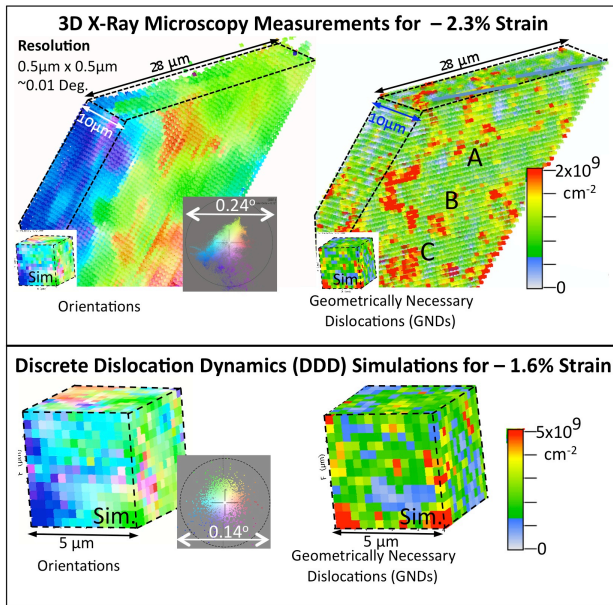 3D X-Ray Microscopy Measurements for – 2.3% Strain
Resolution
0.5μm x 0.5μm
~0.01 Deg.
28 μm
10μm
0.24°
Sim.
Orientations
28 μm
10μm
A
B
C
2x10⁹
cm⁻²
0
Sim.
Geometrically Necessary
Dislocations (GNDs)
Discrete Dislocation Dynamics (DDD) Simulations for – 1.6% Strain
Sim.
5 μm
0.14°
Orientations
Sim.
5 μm
5x10⁹
cm⁻²
0
Geometrically Necessary
Dislocations (GNDs)